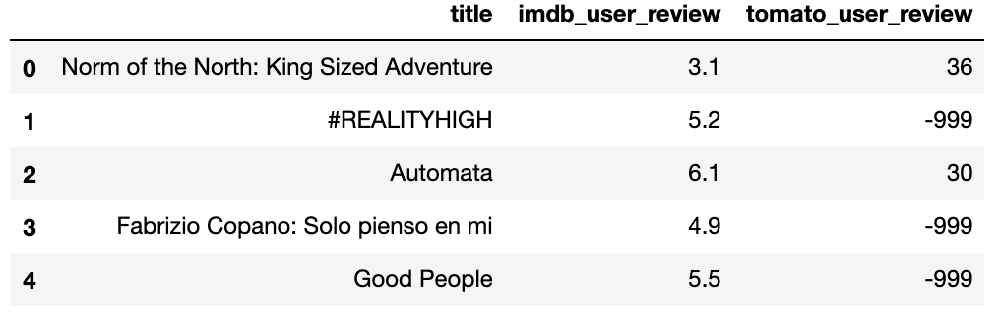 title imdb_user_review tomato_user_review
0 Norm of the North: King Sized Adventure 3.1 36
1 #REALITYHIGH 5.2 -999
2 Automata 6.1 30
3 Fabrizio Copano: Solo pienso en mi 4.9 -999
4 Good People 5.5 -999